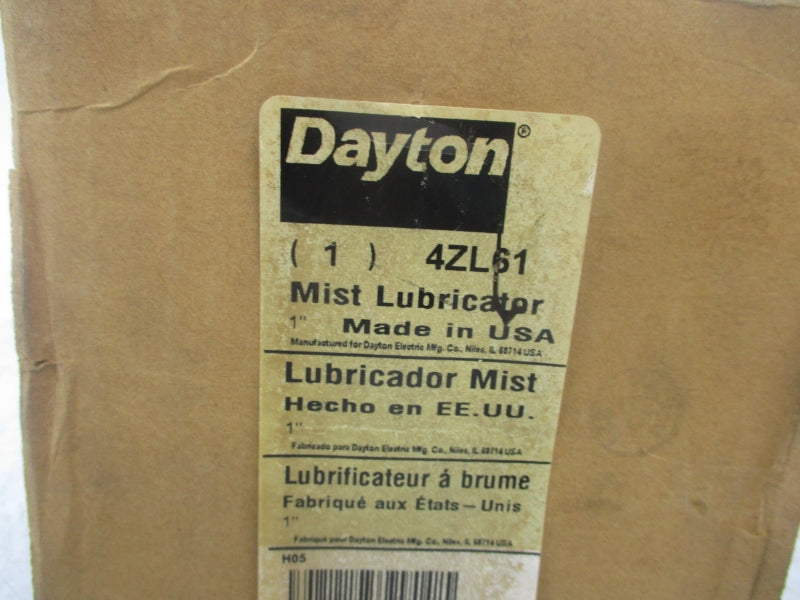 Dayton®
( 1 ) 4ZL61
Mist Lubricator
1" Made in USA
Manufactured for Dayton Electric Mfg. Co., Niles, IL 60714 USA
Lubricador Mist
Hecho en EE.UU.
1"
Fabricado para Dayton Electric Mfg. Co., Niles, IL 60714 USA
Lubrificateur á brume
Fabriqué aux États-Unis
1"
Fabriqué pour Dayton Electric Mfg. Co., Niles, IL 60714 USA
H05